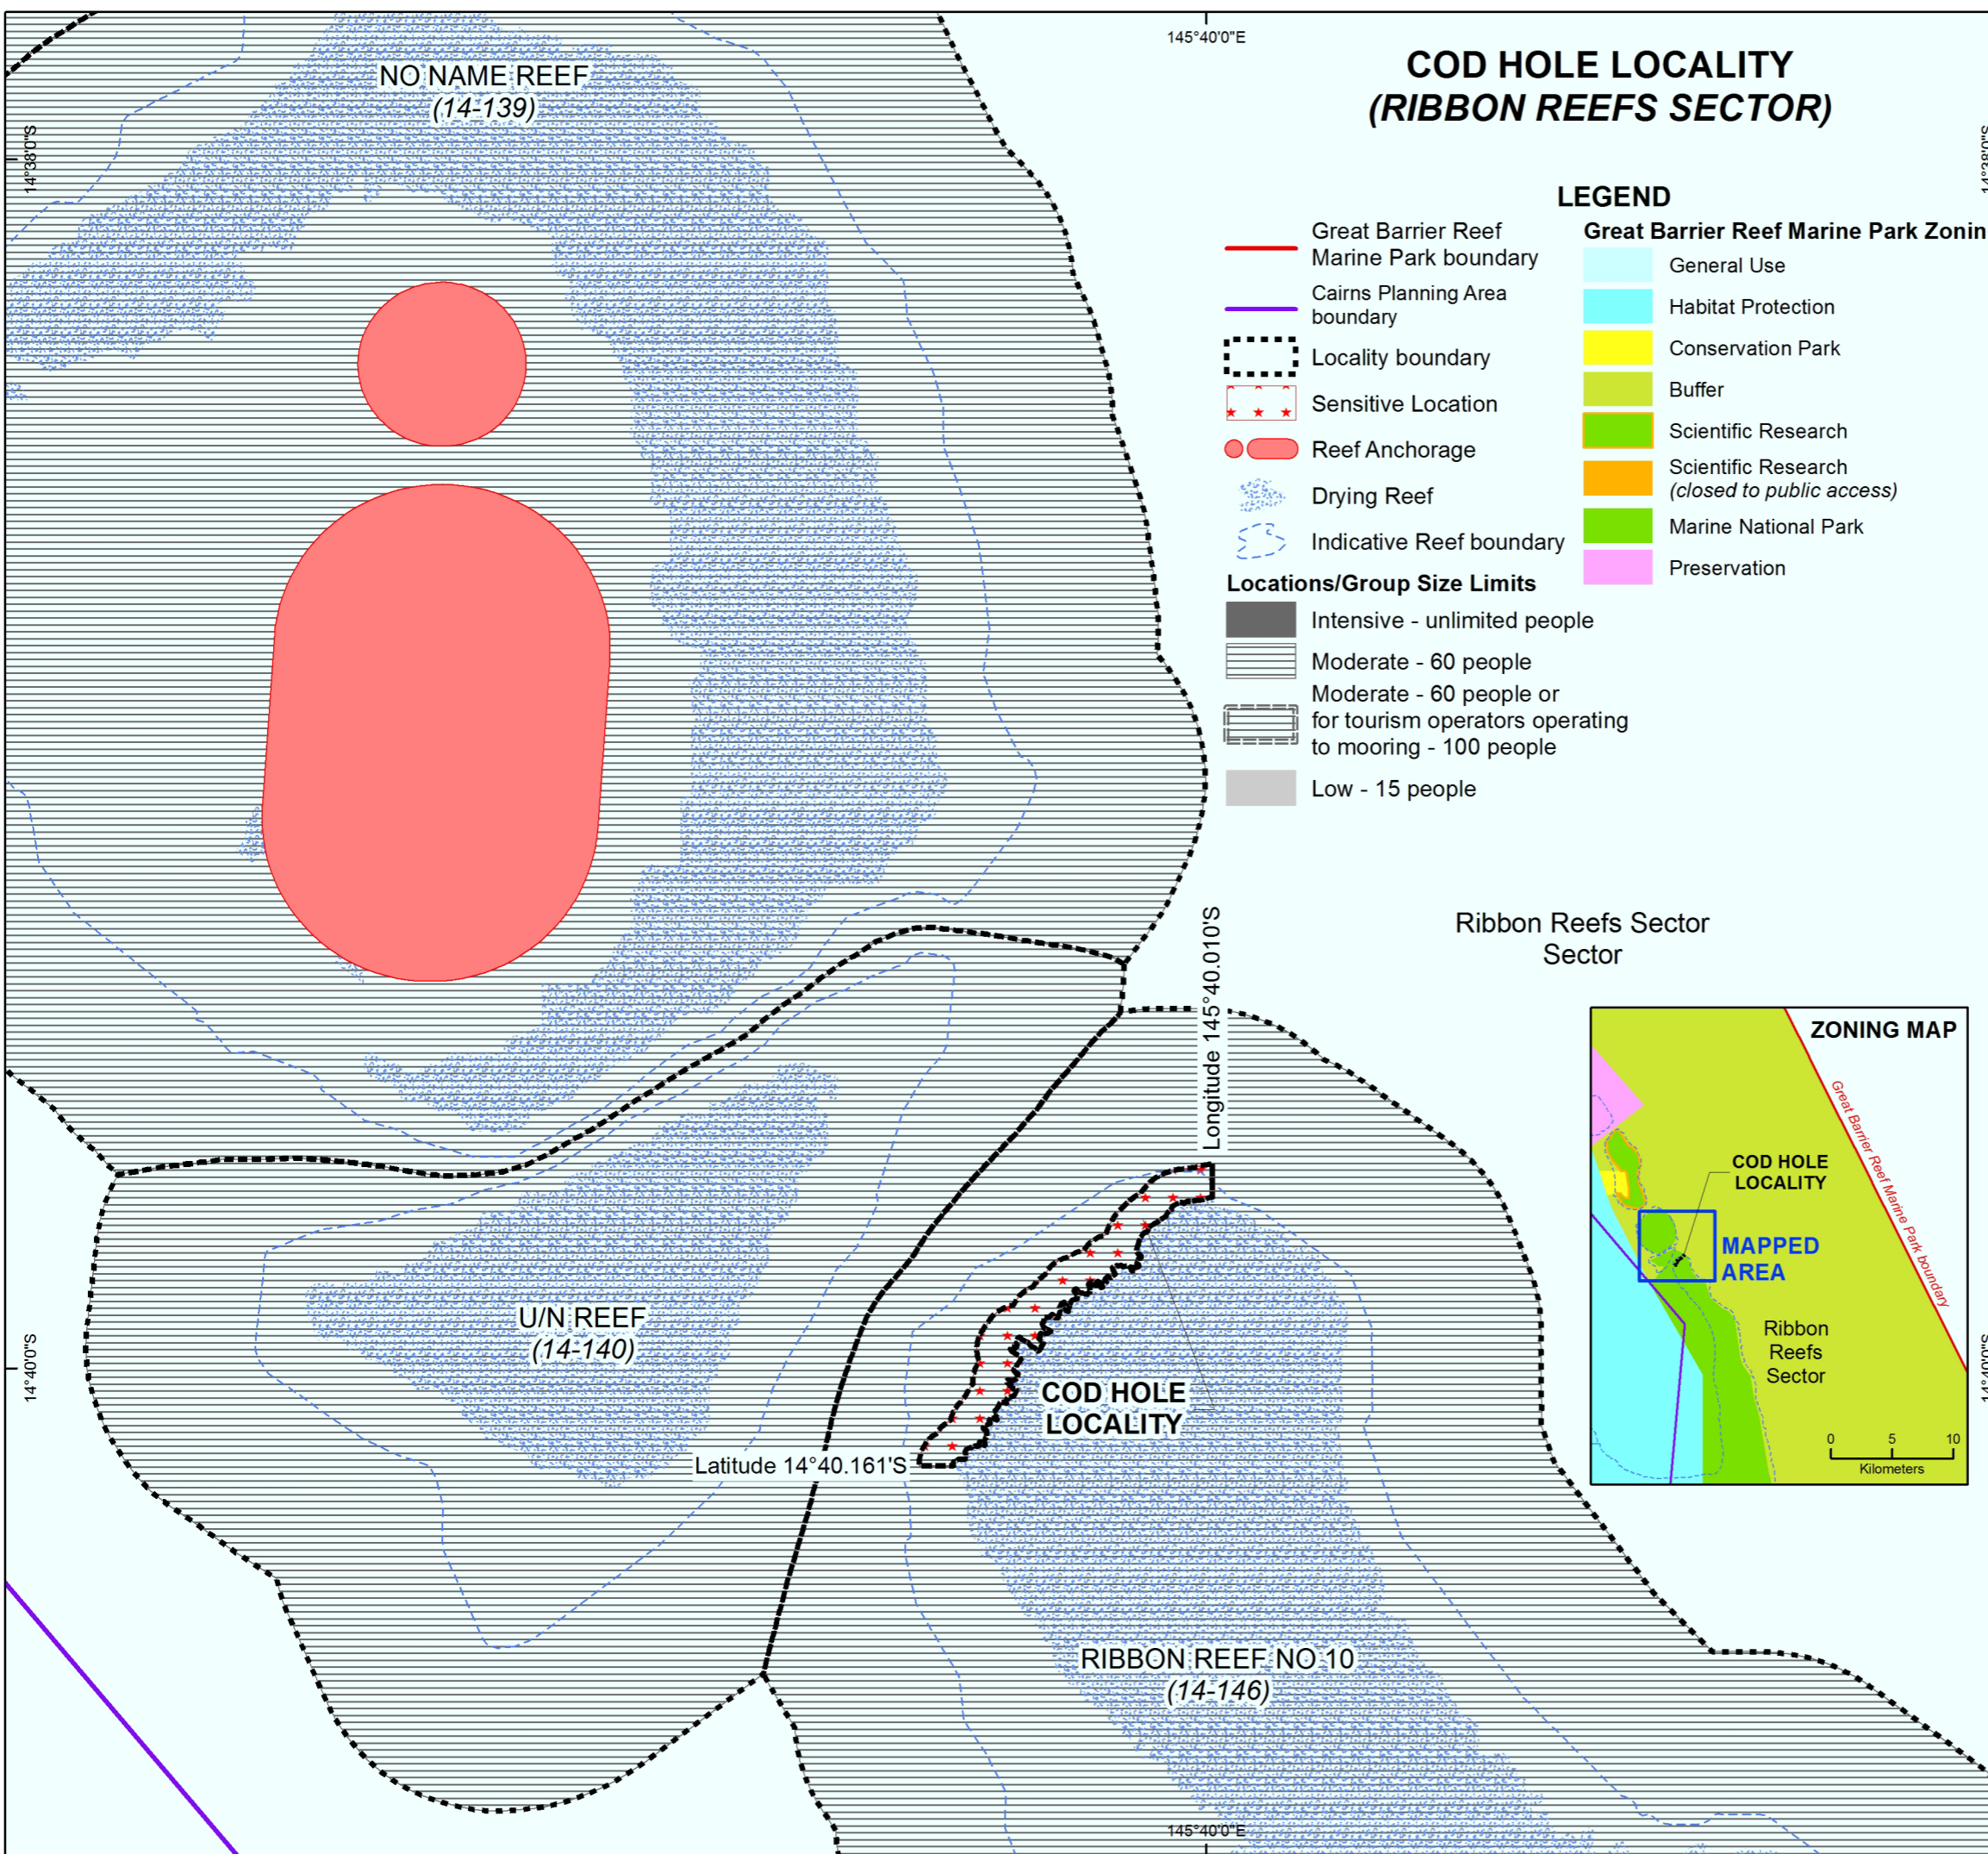 145°40'0"E
COD HOLE LOCALITY
(RIBBON REEFS SECTOR)
NO NAME REEF
(14-139)
14°38'0"S
14°38'0"S
LEGEND
Great Barrier Reef
Marine Park boundary
Cairns Planning Area
boundary
Locality boundary
Sensitive Location
Reef Anchorage
Drying Reef
Indicative Reef boundary
Locations/Group Size Limits
Intensive - unlimited people
Moderate - 60 people
Moderate - 60 people or
for tourism operators operating
to mooring - 100 people
Low - 15 people
Great Barrier Reef Marine Park Zonin
General Use
Habitat Protection
Conservation Park
Buffer
Scientific Research
Scientific Research
(closed to public access)
Marine National Park
Preservation
Ribbon Reefs Sector
Sector
Longitude 145°40.010'S
ZONING MAP
Great Barrier Reef Marine Park boundary
COD HOLE
LOCALITY
MAPPED
AREA
Ribbon
Reefs
Sector
0 5 10
Kilometers
U/N REEF
(14-140)
14°40'0"S
14°40'0"S
COD HOLE
LOCALITY
Latitude 14°40.161'S
RIBBON REEF NO 10
(14-146)
145°40'0"E